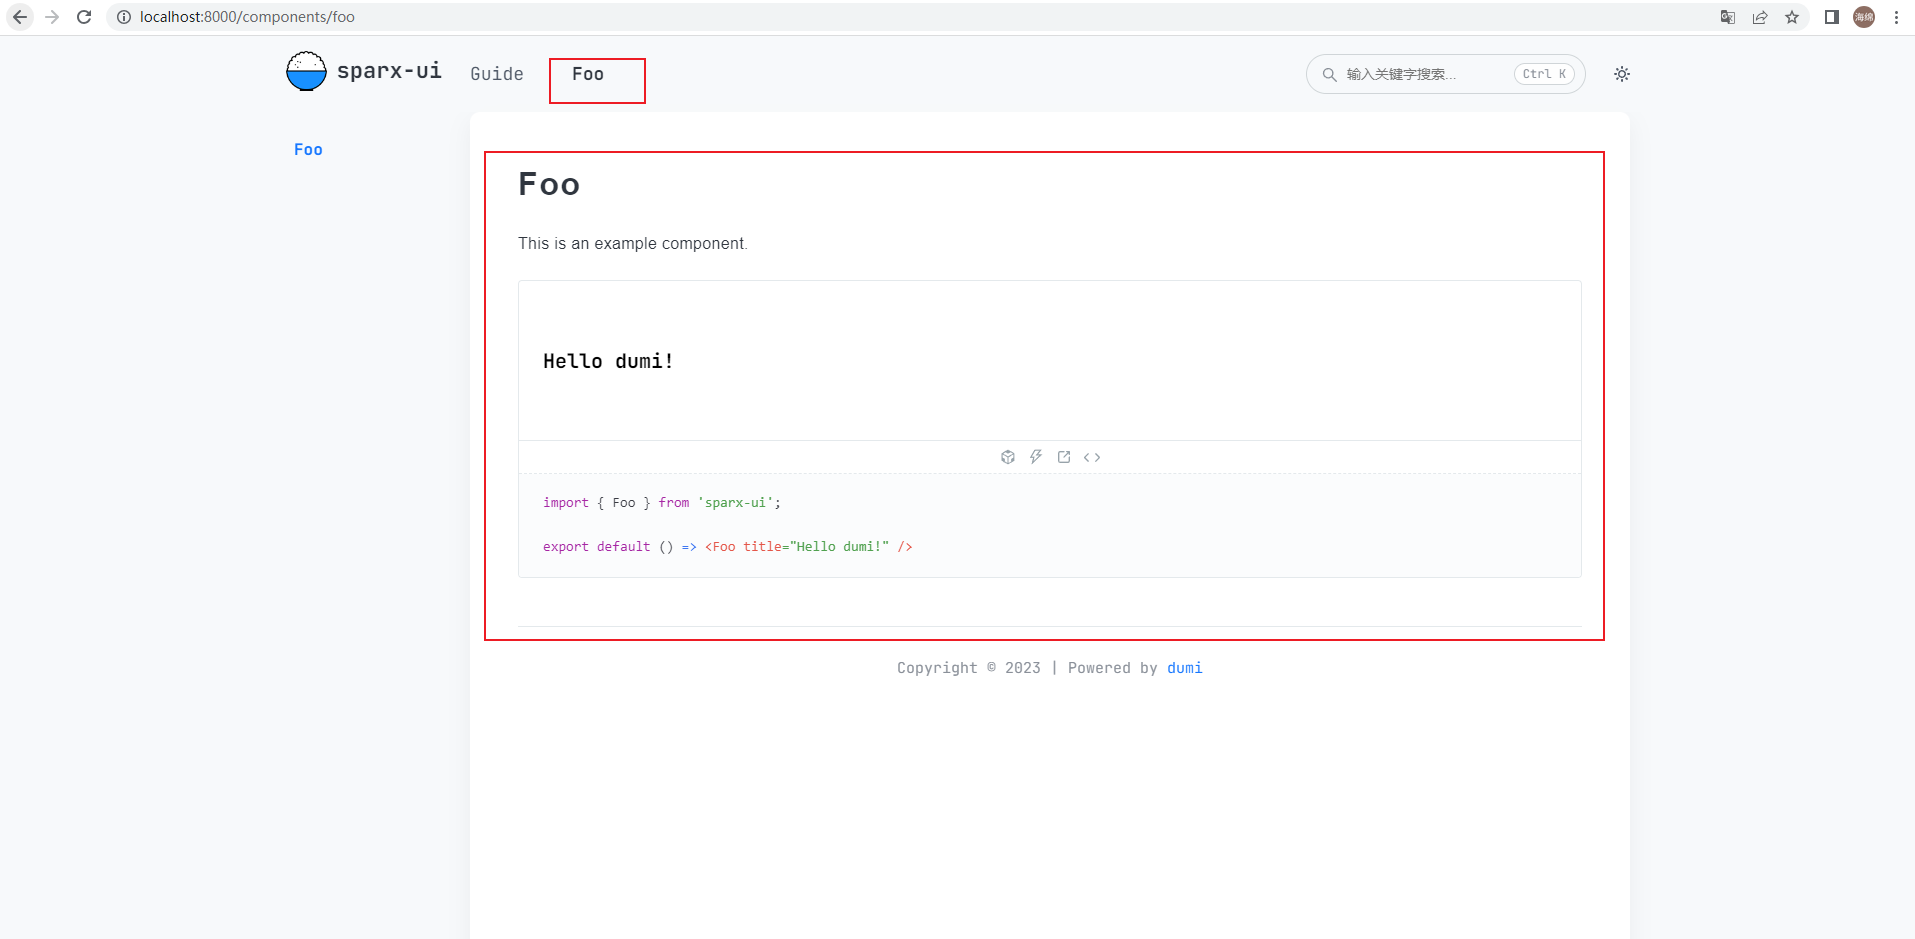 localhost:8000/components/foo
海绵
sparx-ui
Guide
Foo
输入关键字搜索...
Ctrl K
Foo
Foo
This is an example component.
Hello dumi!
import { Foo } from 'sparx-ui';
export default () => <Foo title="Hello dumi!" />
Copyright © 2023 | Powered by dumi